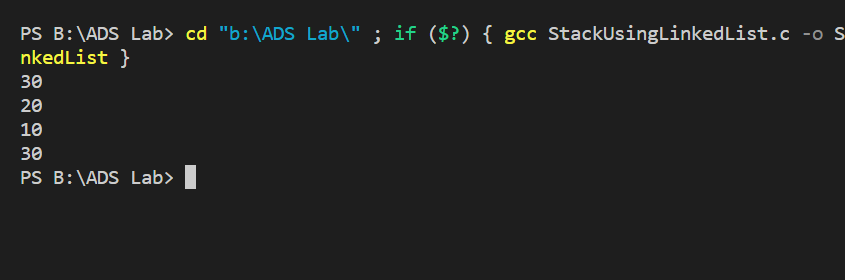 PS B:\ADS Lab> cd "b:\ADS Lab\" ; if ($?) { gcc StackUsingLinkedList.c -o S
nkedList }
30
20
10
30
PS B:\ADS Lab>